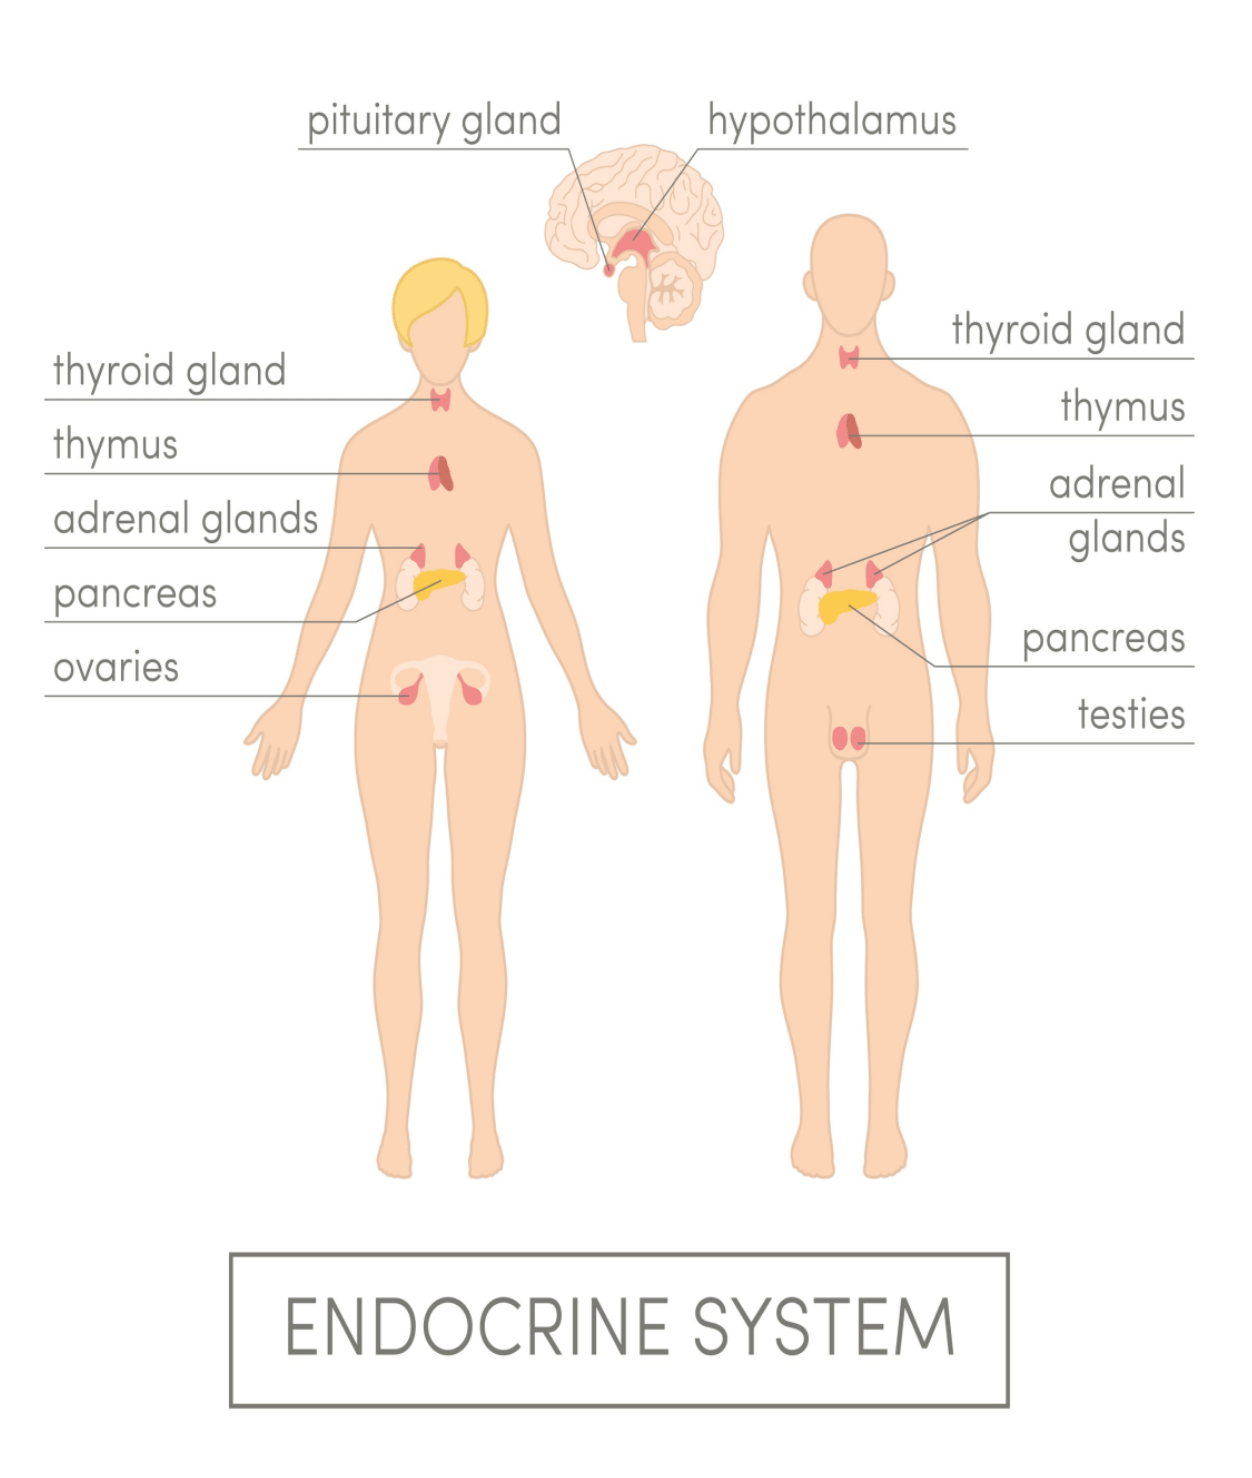 pituitary gland
hypothalamus
thyroid gland
thymus
adrenal glands
pancreas
ovaries
thyroid gland
thymus
adrenal
glands
pancreas
testies
ENDOCRINE SYSTEM